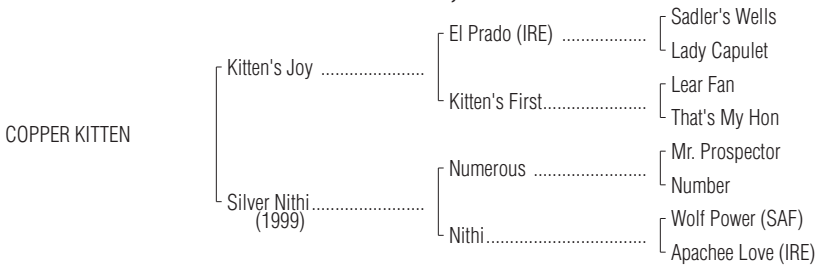 Sadler's Wells
El Prado (IRE) ..................
Lady Capulet
Kitten's Joy ......................
Lear Fan
Kitten's First......................
That's My Hon
COPPER KITTEN
Mr. Prospector
Numerous ........................
Number
Silver Nithi........................
(1999)
Wolf Power (SAF)
Nithi..................................
Apachee Love (IRE)